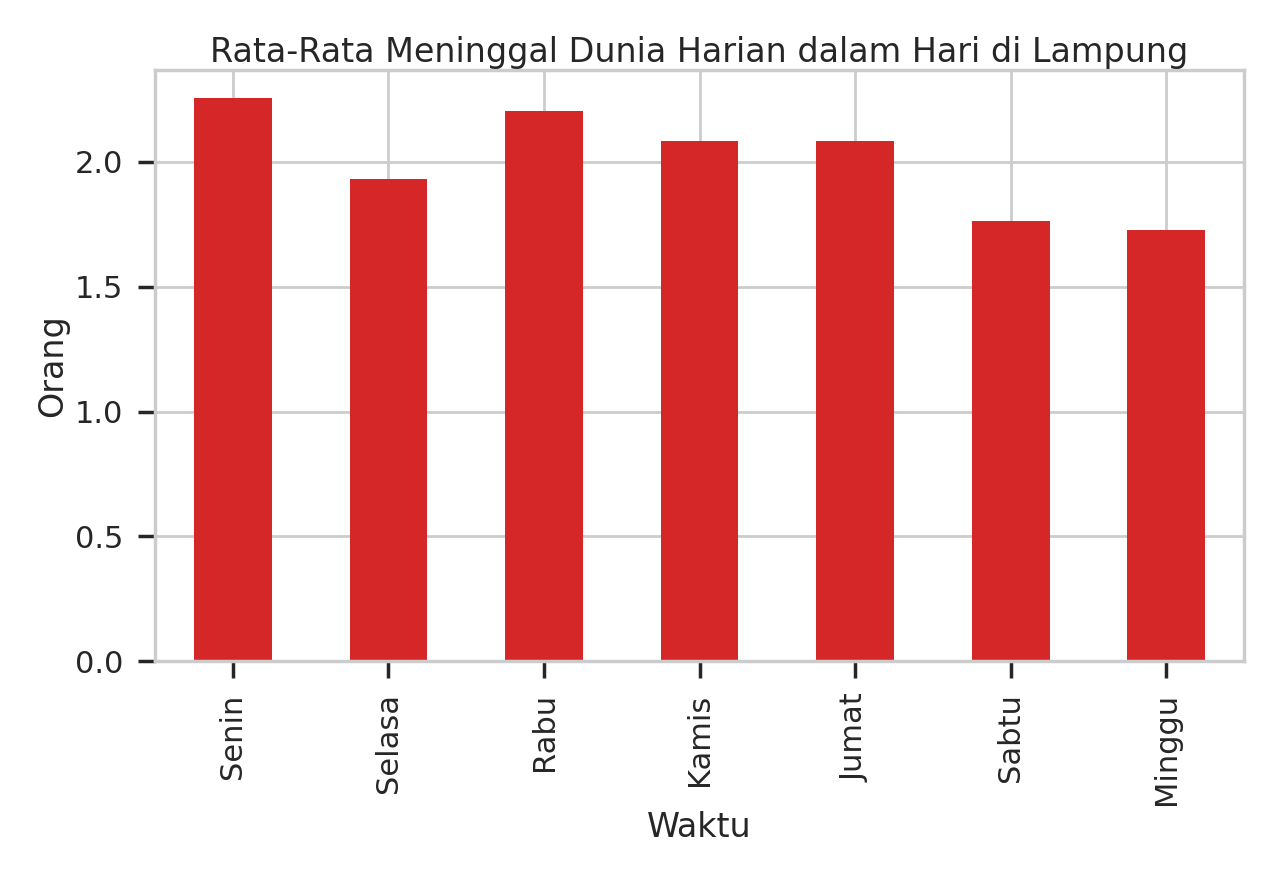 Rata-Rata Meninggal Dunia Harian dalam Hari di Lampung
2.0
1.5
1.0
0.5
0.0
Orang
Senin
Selasa
Rabu
Kamis
Jumat
Sabtu
Minggu
Waktu